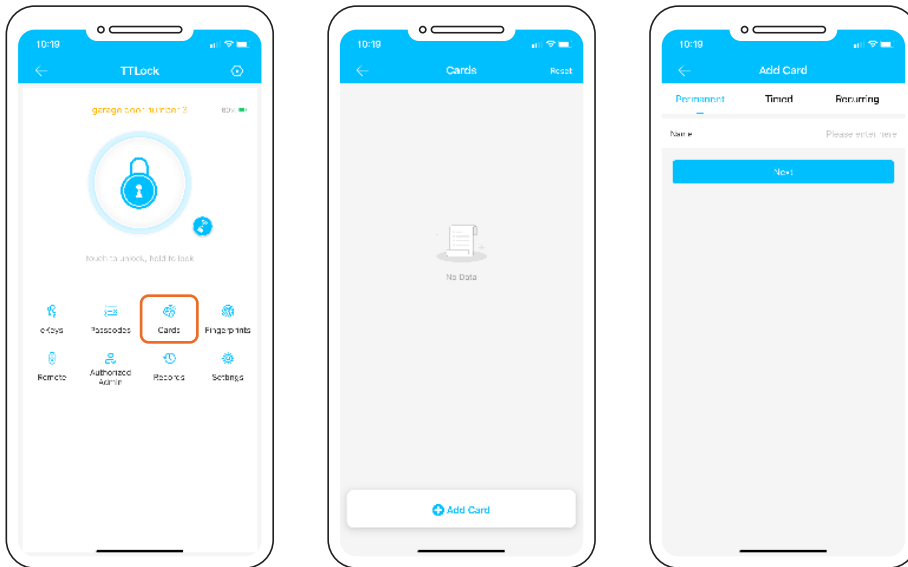 10:19
TTLock
garage door number 3
touch to unlock, hold to lock
eKeys
Passcodes
Cards
Fingerprints
Remote
Authorized
Admin
Records
Settings
10:19
Cards
Reset
No Data
Add Card
10:19
Add Card
Permanent
Timed
Recurring
Name
Please enter here
Next